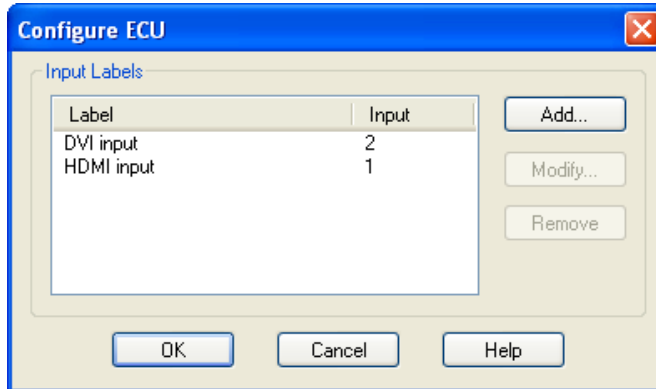 Configure ECU
Input Labels
Label Input
DVI input 2
HDMI input 1
Add...
Modify...
Remove
OK Cancel Help